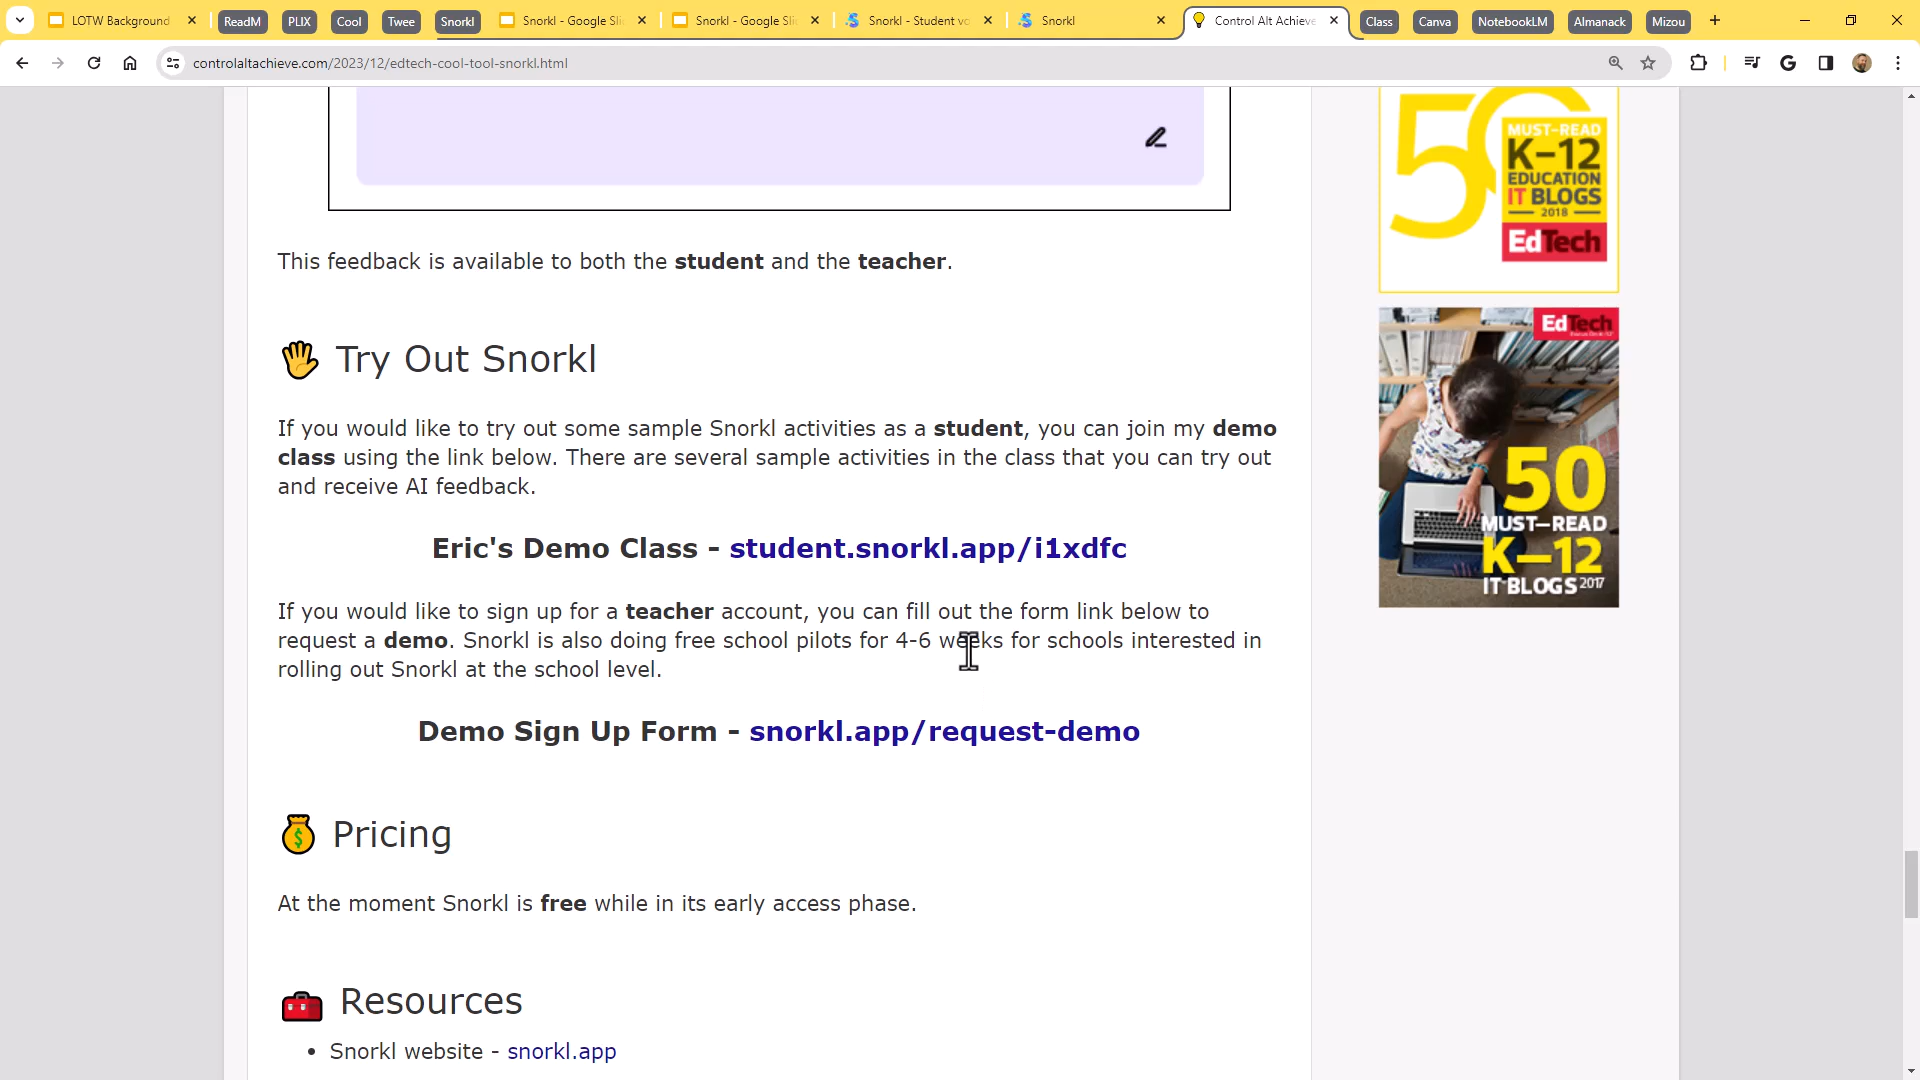 LOTW Background
ReadM
PLIX
Cool
Twee
Snorkl
Snorkl - Google Sli
Snorkl - Google Sli
Snorkl - Student vo
Snorkl
Control Alt Achieve
Class
Canva
NotebookLM
Almanack
Mizou
controlaltachieve.com/2023/12/edtech-cool-tool-snorkl.html
This feedback is available to both the student and the teacher.
Try Out Snorkl
If you would like to try out some sample Snorkl activities as a student, you can join my demo
class using the link below. There are several sample activities in the class that you can try out
and receive AI feedback.
Eric's Demo Class - student.snorkl.app/i1xdfc
If you would like to sign up for a teacher account, you can fill out the form link below to
request a demo. Snorkl is also doing free school pilots for 4-6 weeks for schools interested in
rolling out Snorkl at the school level.
Demo Sign Up Form - snorkl.app/request-demo
Pricing
At the moment Snorkl is free while in its early access phase.
Resources
Snorkl website - snorkl.app
50
MUST-READ
K-12
EDUCATION
IT BLOGS
2018
EdTech
EdTech
50
MUST-READ
K-12
IT BLOGS 2017